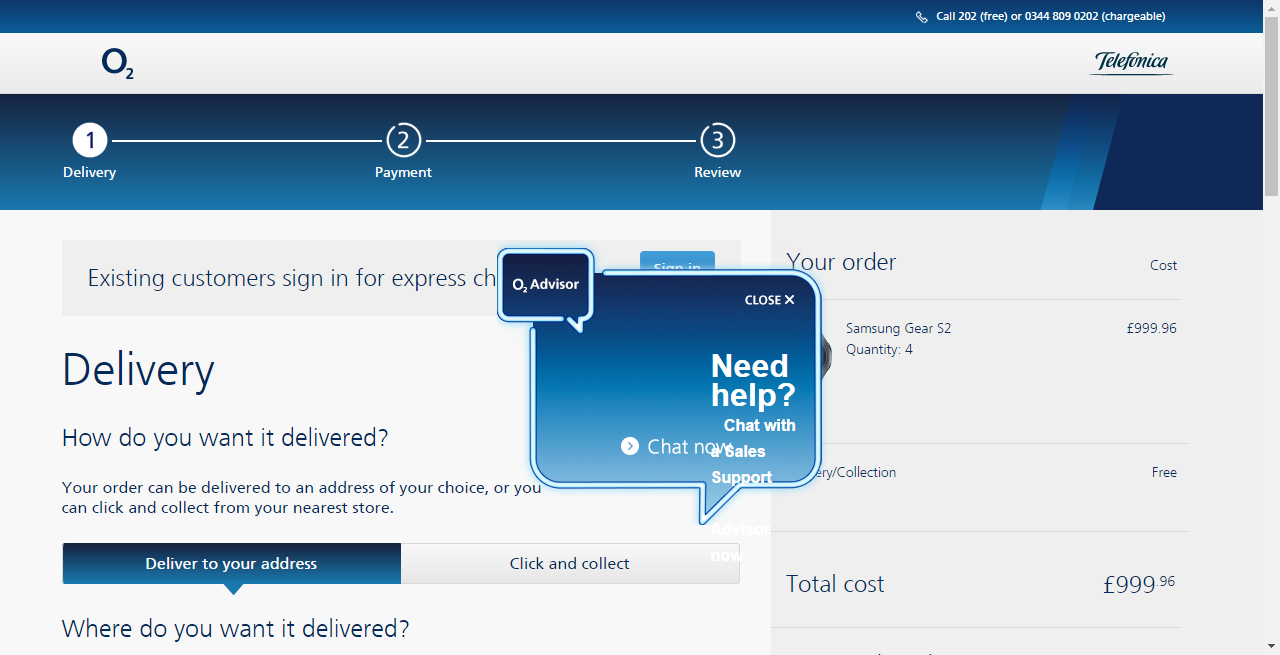 Call 202 (free) or 0344 809 0202 (chargeable)
O2
Telefónica
1
2
3
Delivery
Payment
Review
Existing customers sign in for express
Sign in
O2 Advisor
CLOSE X
Need
help?
Chat with
a Sales
Support
Advisor
now
Chat now
Delivery
How do you want it delivered?
Your order can be delivered to an address of your choice, or you
can click and collect from your nearest store.
Deliver to your address
Click and collect
Where do you want it delivered?
Your order
Cost
Samsung Gear S2
£999.96
Quantity: 4
ery/Collection
Free
Total cost
£999.96